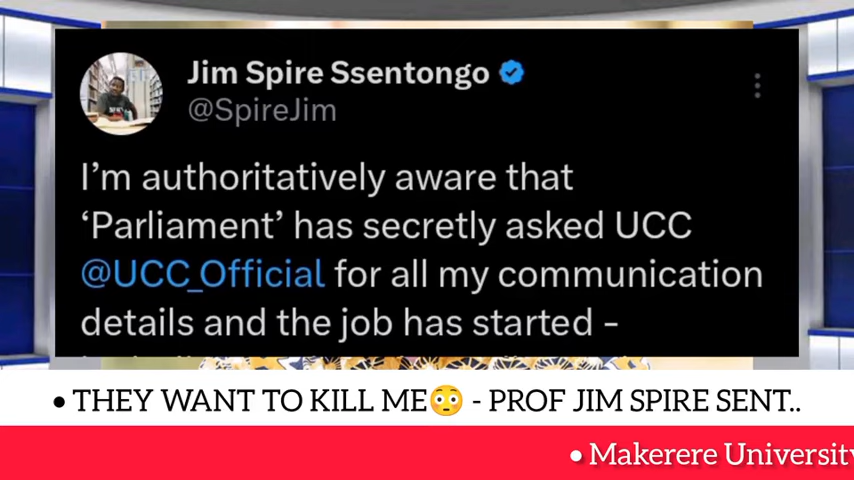 Jim Spire Ssentongo
@SpireJim
I'm authoritatively aware that
‘Parliament’ has secretly asked UCC
@UCC_Official for all my communication
details and the job has started -
• THEY WANT TO KILL ME😳 - PROF JIM SPIRE SENT..
• Makerere University